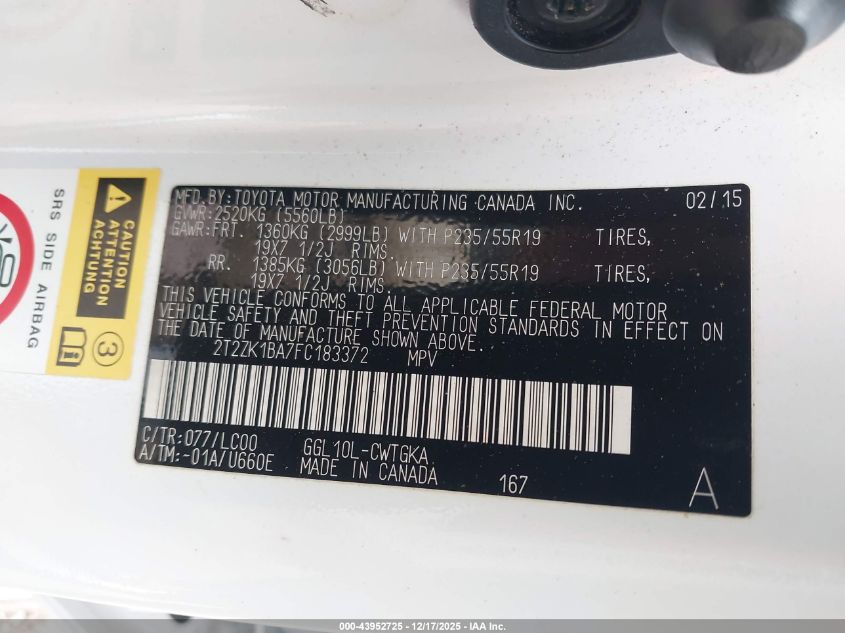 MFD. BY: TOYOTA MOTOR MANUFACTURING CANADA INC. 02/15
GVWR: 2520KG (5560LB)
GAWR: FRT. 1360KG (2999LB) WITH P235/55R19 TIRES,
19X7 1/2J RIMS.
RR. 1385KG (3056LB) WITH P235/55R19 TIRES,
19X7 1/2J RIMS.
THIS VEHICLE CONFORMS TO ALL APPLICABLE FEDERAL MOTOR
VEHICLE SAFETY AND THEFT PREVENTION STANDARDS IN EFFECT ON
THE DATE OF MANUFACTURE SHOWN ABOVE.
2T2ZK1BA7FC183372 MPV
C/TR: 077/LC00 GGL10L-CWTGKA
A/TM: -01A/U660E MADE IN CANADA 167 A
SRS SIDE AIRBAG
CAUTION
ACHTUNG
3
000-43952725 - 12/17/2025 - IAA Inc.